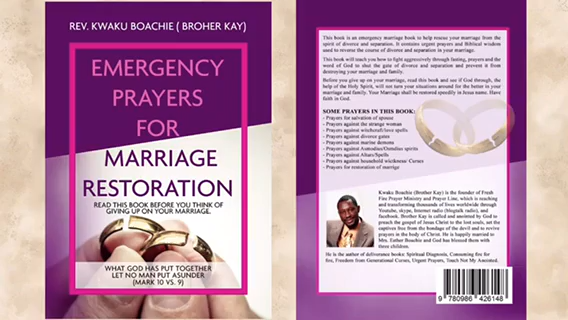 REV. KWAKU BOACHIE ( BROHER KAY)
EMERGENCY
PRAYERS
FOR
MARRIAGE
RESTORATION
READ THIS BOOK BEFORE YOU THINK OF
GIVING UP ON YOUR MARRIAGE.
WHAT GOD HAS PUT TOGETHER
LET NO MAN PUT ASUNDER
(MARK 10 VS. 9)
This book is an emergency marriage book to help rescue your marriage from the
spirit of divorce and separation. It contains urgent prayers and Biblical wisdom
used to reverse the course of divorce and separation in your marriage.
This book will teach you how to fight aggressively through fasting, prayers and the
word of God to shut the gate of divorce and separation and prevent it from
destroying your marriage and family.
Before you give up on your marriage, read this book and see if God through, the
help of the Holy Spirit, will not turn your situations around for the better in your
marriage and family. Your Marriage shall be restored speedily in Jesus name. Have
faith in God.
SOME PRAYERS IN THIS BOOK:
- Prayers for salvation of spouse
- Prayers against the strange woman
- Prayers against witchcraft/love spells
- Prayers against divorce gates
- Prayers against marine demons
- Prayers against Asmodius/Osmdius spirits
- Prayers against Altars/Spells
- Prayers against household wickedness/ Curses
- Prayers for restoration of marrige
Kwaku Boachie (Brother Kay) is the founder of Fresh
Fire Prayer Ministry and Prayer Line, which is reaching
and transforming thousands of lives worldwide through
Youtube, skype, Internet radio (blogtalk radio), and
facebook. Brother Kay is called and anointed by God to
preach the gospel of Jesus Christ to the lost souls, set the
captives free from the bondage of the devil and to revive
prayers in the body of Christ. He is happily married to
Mrs. Esther Boachie and God has blessed them with
three children.
He is the author of deliverance books: Spiritual Diagnosis, Consuming fire for
fire, Freedom from Generational Curses, Urgent Prayers, Touch Not My Anointed.
9 780986 426148